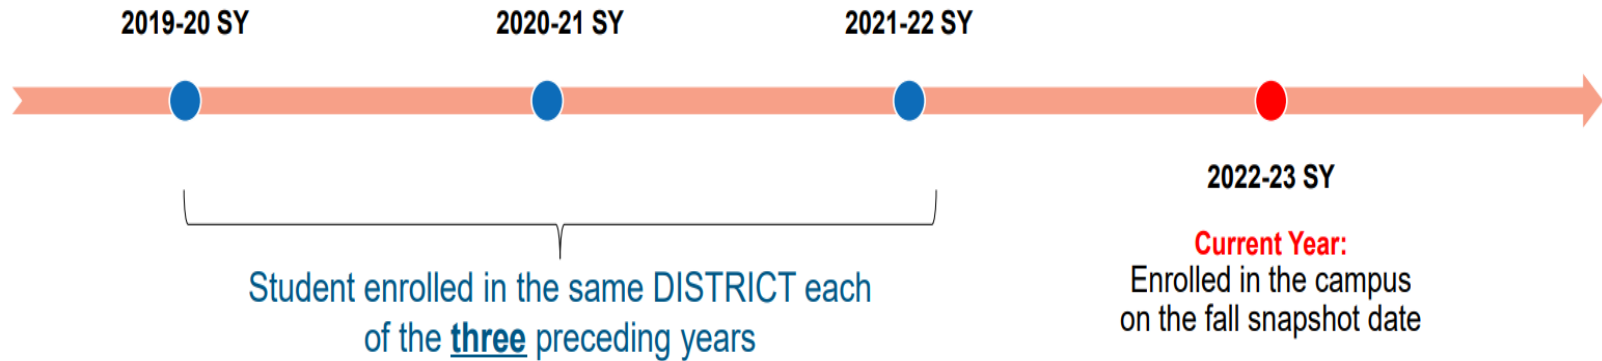 2019-20 SY
2020-21 SY
2021-22 SY
2022-23 SY
Current Year:
Enrolled in the campus
on the fall snapshot date
Student enrolled in the same DISTRICT each
of the three preceding years